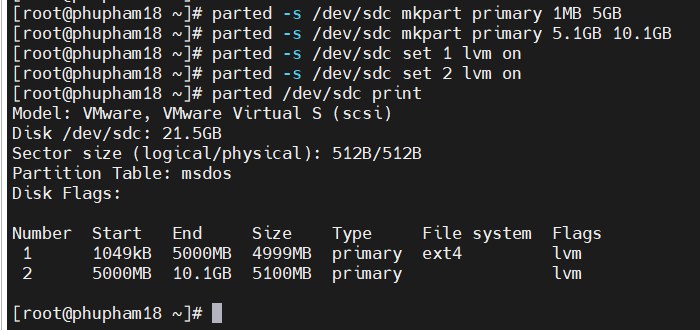 [root@phupham18 ~]# parted -s /dev/sdc mkpart primary 1MB 5GB
[root@phupham18 ~]# parted -s /dev/sdc mkpart primary 5.1GB 10.1GB
[root@phupham18 ~]# parted -s /dev/sdc set 1 lvm on
[root@phupham18 ~]# parted -s /dev/sdc set 2 lvm on
[root@phupham18 ~]# parted /dev/sdc print
Model: VMware, VMware Virtual S (scsi)
Disk /dev/sdc: 21.5GB
Sector size (logical/physical): 512B/512B
Partition Table: msdos
Disk Flags:
Number  Start   End     Size    Type     File system  Flags
 1      1049kB  5000MB  4999MB  primary  ext4         lvm
 2      5000MB  10.1GB  5100MB  primary               lvm
[root@phupham18 ~]#